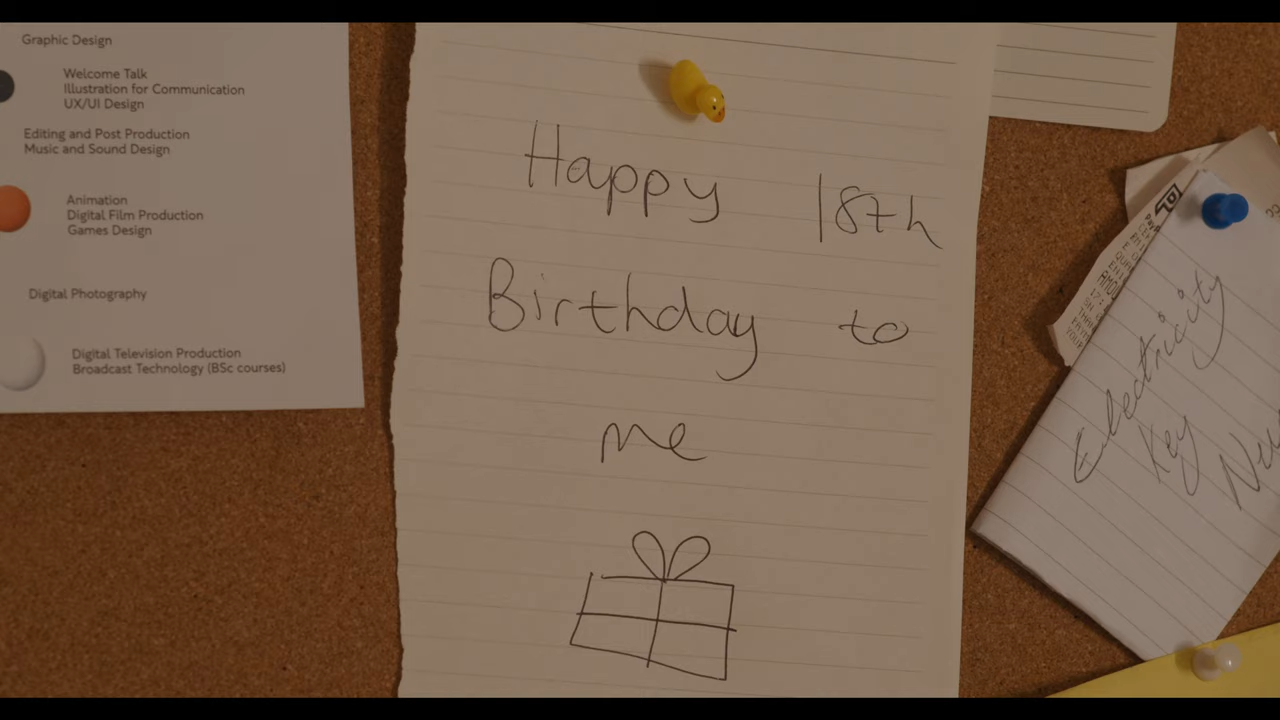 Graphic Design
Welcome Talk
Illustration for Communication
UX/UI Design
Editing and Post Production
Music and Sound Design
Animation
Digital Film Production
Games Design
Digital Photography
Digital Television Production
Broadcast Technology (BSc courses)
Happy 18th
Birthday to
me
Electricity
Key